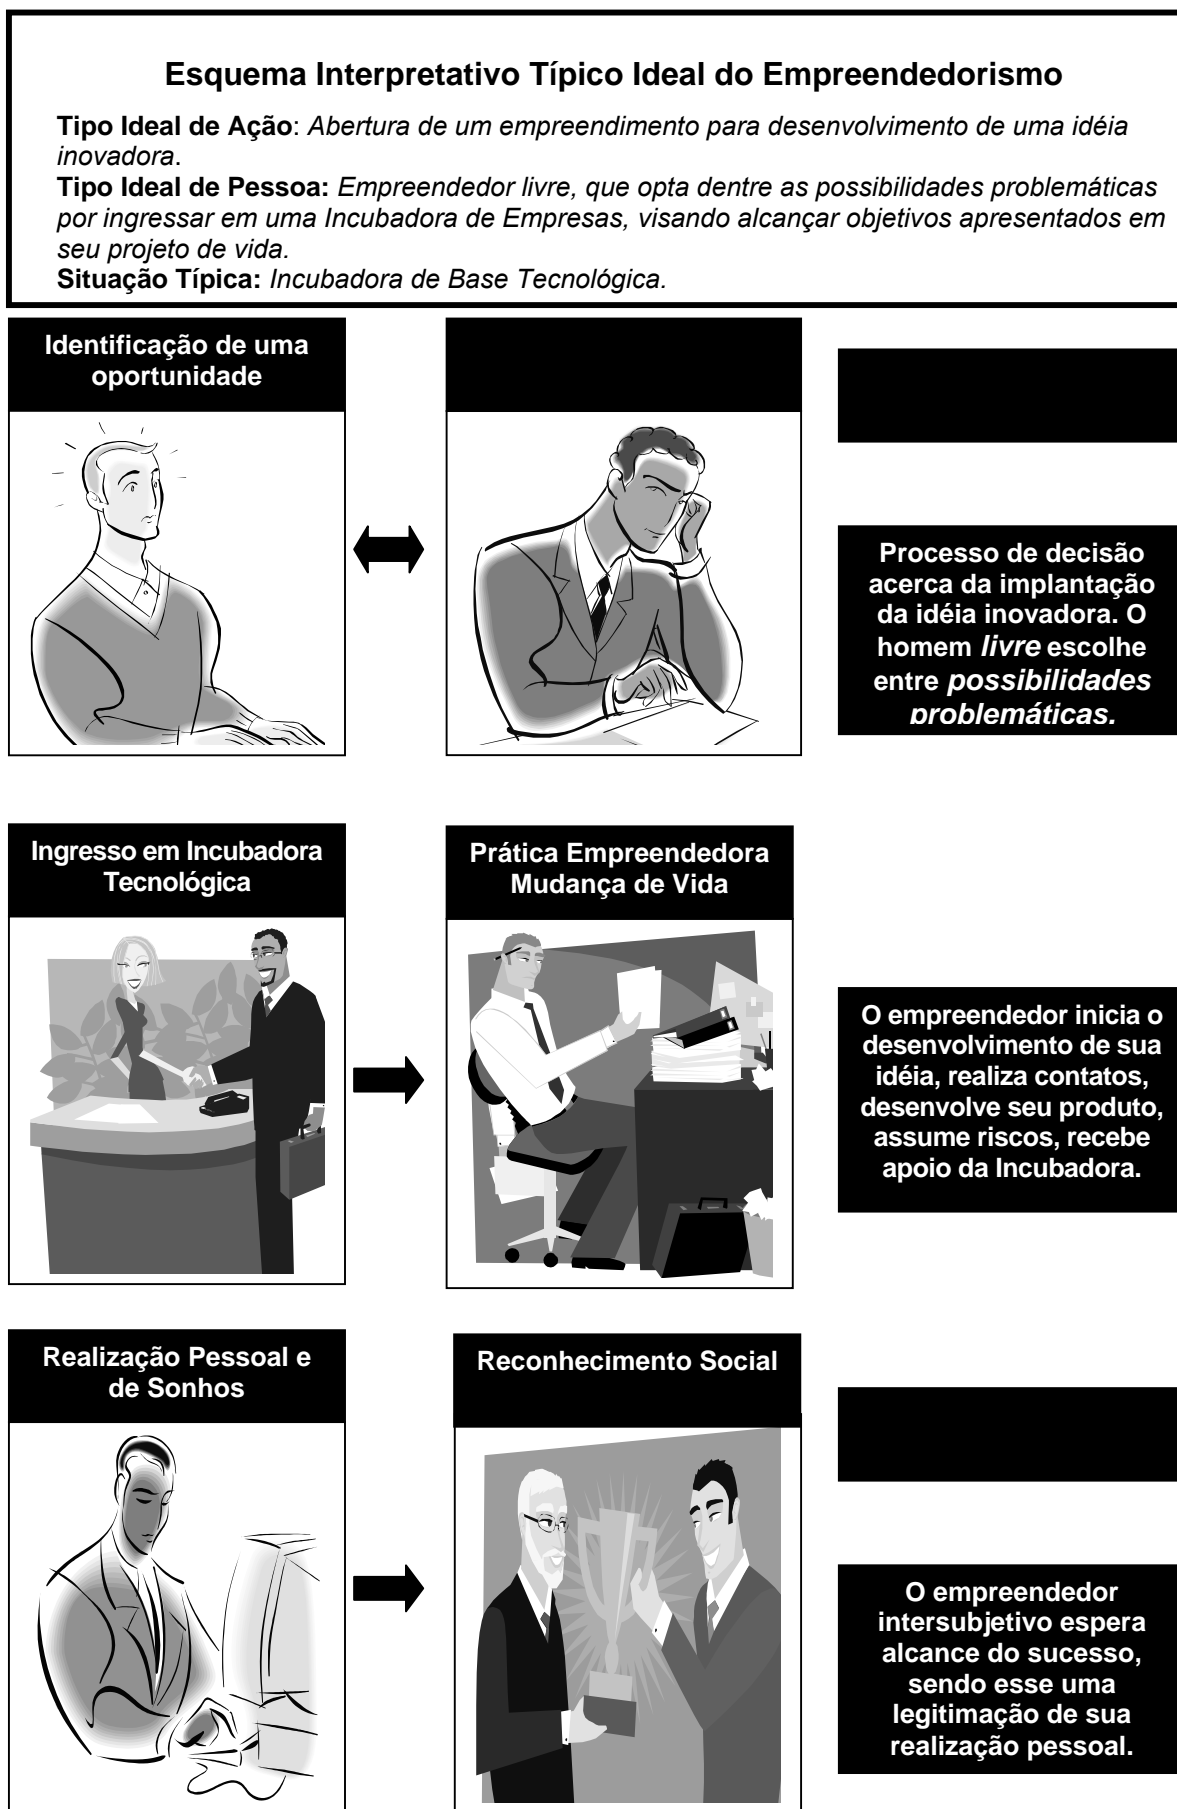 Esquema Interpretativo Típico Ideal do Empreendedorismo
Tipo Ideal de Ação: Abertura de um empreendimento para desenvolvimento de uma idéia
inovadora.
Tipo Ideal de Pessoa: Empreendedor livre, que opta dentre as possibilidades problemáticas
por ingressar em uma Incubadora de Empresas, visando alcançar objetivos apresentados em
seu projeto de vida.
Situação Típica: Incubadora de Base Tecnológica.
Identificação de uma
oportunidade
Processo de decisão
acerca da implantação
da idéia inovadora. O
homem livre escolhe
entre possibilidades
problemáticas.
Ingresso em Incubadora
Tecnológica
Prática Empreendedora
Mudança de Vida
O empreendedor inicia o
desenvolvimento de sua
idéia, realiza contatos,
desenvolve seu produto,
assume riscos, recebe
apoio da Incubadora.
Realização Pessoal e
de Sonhos
Reconhecimento Social
O empreendedor
intersubjetivo espera
alcance do sucesso,
sendo esse uma
legitimação de sua
realização pessoal.